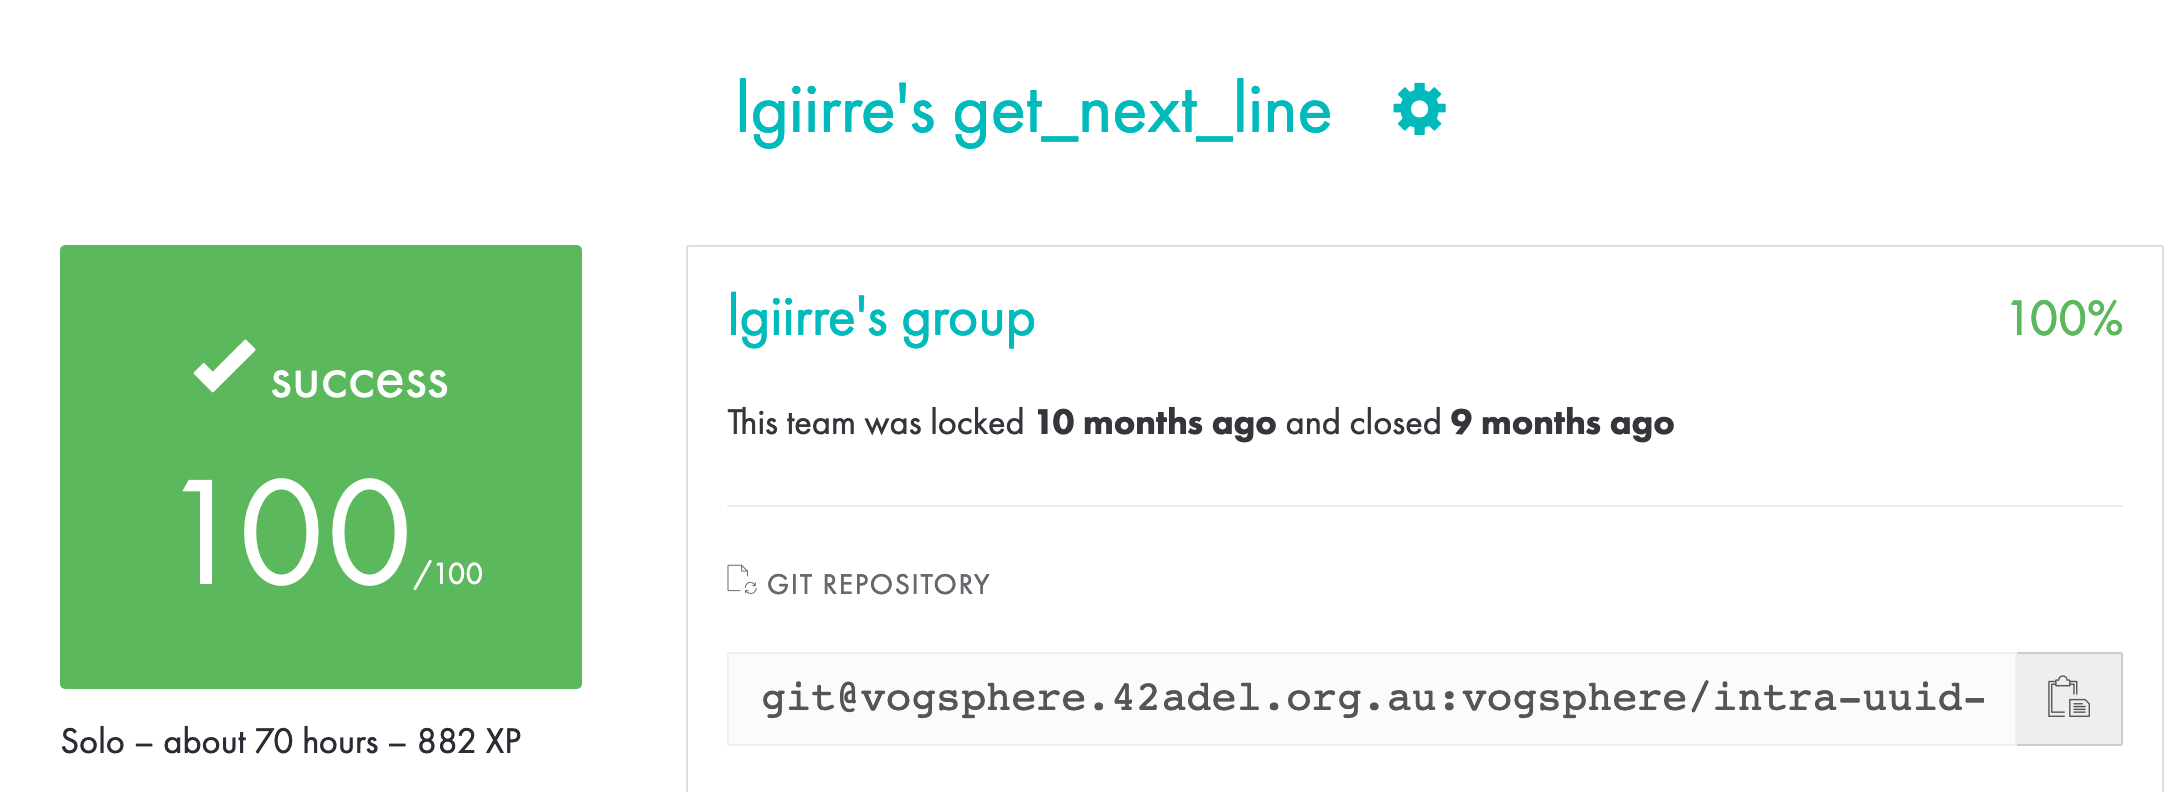 lgiirre's get_next_line
success
100/100
Solo – about 70 hours – 882 XP
lgiirre's group
100%
This team was locked 10 months ago and closed 9 months ago
GIT REPOSITORY
git@vogsphere.42adel.org.au:vogsphere/intra-uuid-